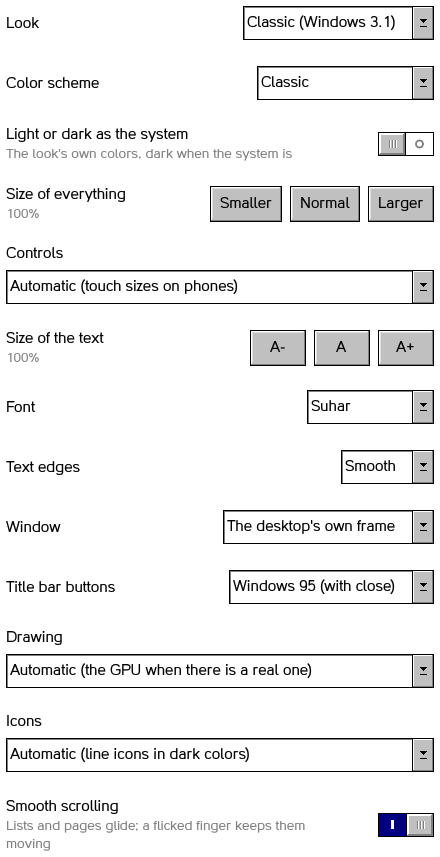 Look
Classic (Windows 3.1)
Color scheme
Classic
Light or dark as the system
The look's own colors, dark when the system is
Size of everything
100%
Smaller
Normal
Larger
Controls
Automatic (touch sizes on phones)
Size of the text
100%
A-
A
A+
Font
Suhar
Text edges
Smooth
Window
The desktop's own frame
Title bar buttons
Windows 95 (with close)
Drawing
Automatic (the GPU when there is a real one)
Icons
Automatic (line icons in dark colors)
Smooth scrolling
Lists and pages glide; a flicked finger keeps them
moving